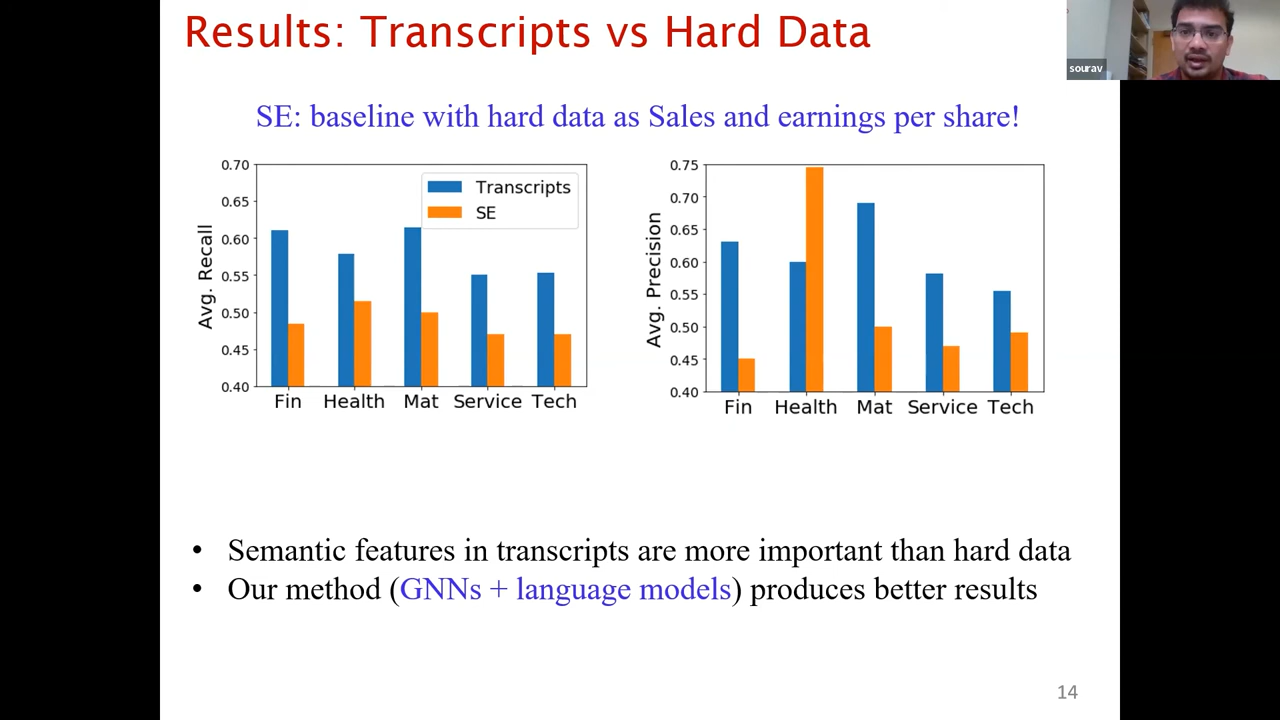 Results: Transcripts vs Hard Data
sourav
SE: baseline with hard data as Sales and earnings per share!
0.70
0.65
0.60
0.55
0.50
0.45
0.40
Avg. Recall
Transcripts
SE
Fin Health Mat Service Tech
0.75
0.70
0.65
0.60
0.55
0.50
0.45
0.40
Avg. Precision
Fin Health Mat Service Tech
• Semantic features in transcripts are more important than hard data
• Our method (GNNs + language models) produces better results
14